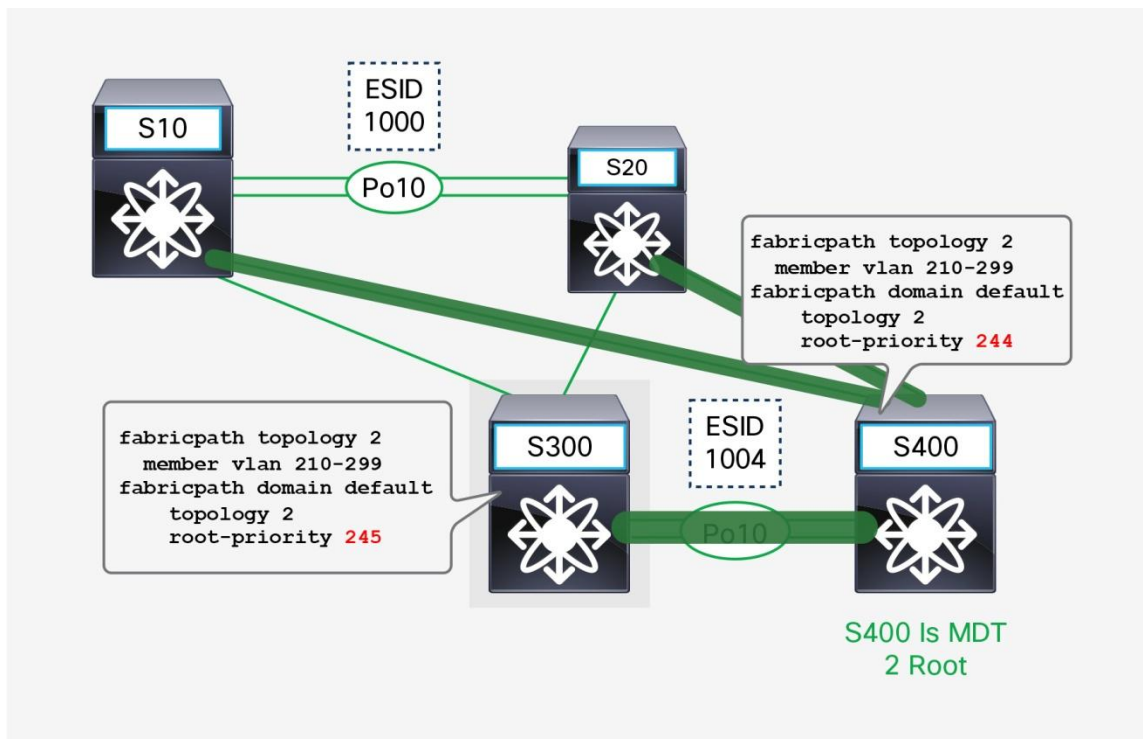 ESID
1000
S10
Po10
S20
fabricpath topology 2
member vlan 210-299
fabricpath domain default
topology 2
root-priority 244
fabricpath topology 2
member vlan 210-299
fabricpath domain default
topology 2
root-priority 245
S300
ESID
1004
Po10
S400
S400 Is MDT
2 Root